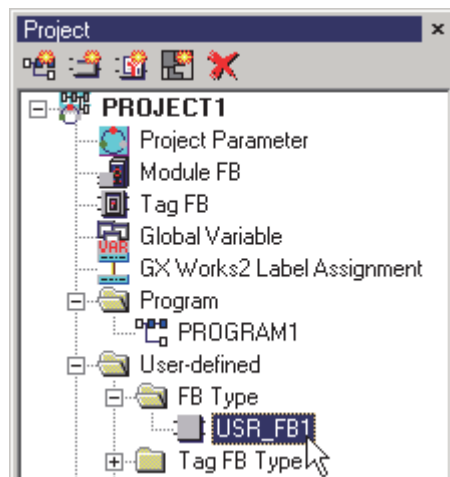 Project
PROJECT1
Project Parameter
Module FB
Tag FB
Global Variable
GX Works2 Label Assignment
Program
PROGRAM1
User-defined
FB Type
USR_FB1
Tag FB Type